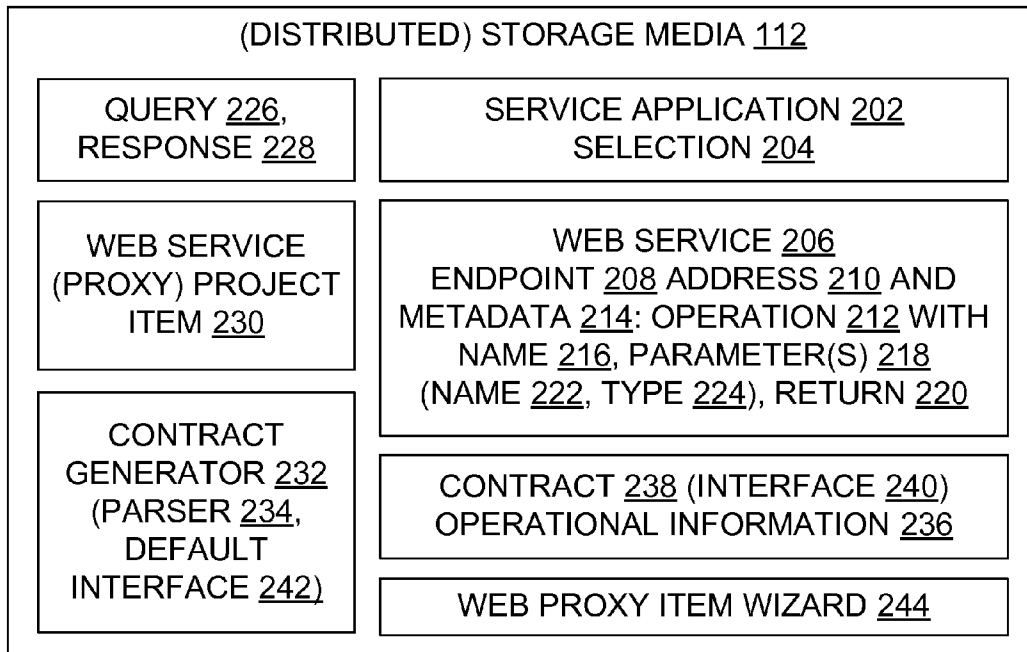 (DISTRIBUTED) STORAGE MEDIA 112
QUERY 226,
RESPONSE 228
SERVICE APPLICATION 202
SELECTION 204
WEB SERVICE
(PROXY) PROJECT
ITEM 230
WEB SERVICE 206
ENDPOINT 208 ADDRESS 210 AND
METADATA 214: OPERATION 212 WITH
NAME 216, PARAMETER(S) 218
(NAME 222, TYPE 224), RETURN 220
CONTRACT
GENERATOR 232
(PARSER 234,
DEFAULT
INTERFACE 242)
CONTRACT 238 (INTERFACE 240)
OPERATIONAL INFORMATION 236
WEB PROXY ITEM WIZARD 244